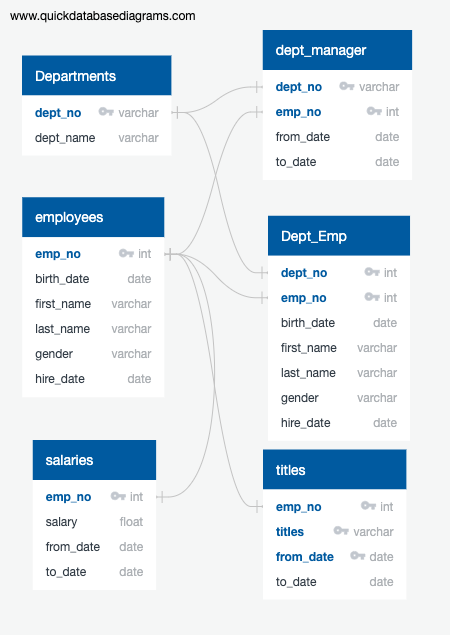 www.quickdatabasediagrams.com
Departments
dept_no varchar
dept_name varchar
dept_manager
dept_no varchar
emp_no int
from_date date
to_date date
employees
emp_no int
birth_date date
first_name varchar
last_name varchar
gender varchar
hire_date date
Dept_Emp
dept_no int
emp_no int
birth_date date
first_name varchar
last_name varchar
gender varchar
hire_date date
salaries
emp_no int
salary float
from_date date
to_date date
titles
emp_no int
titles varchar
from_date date
to_date date